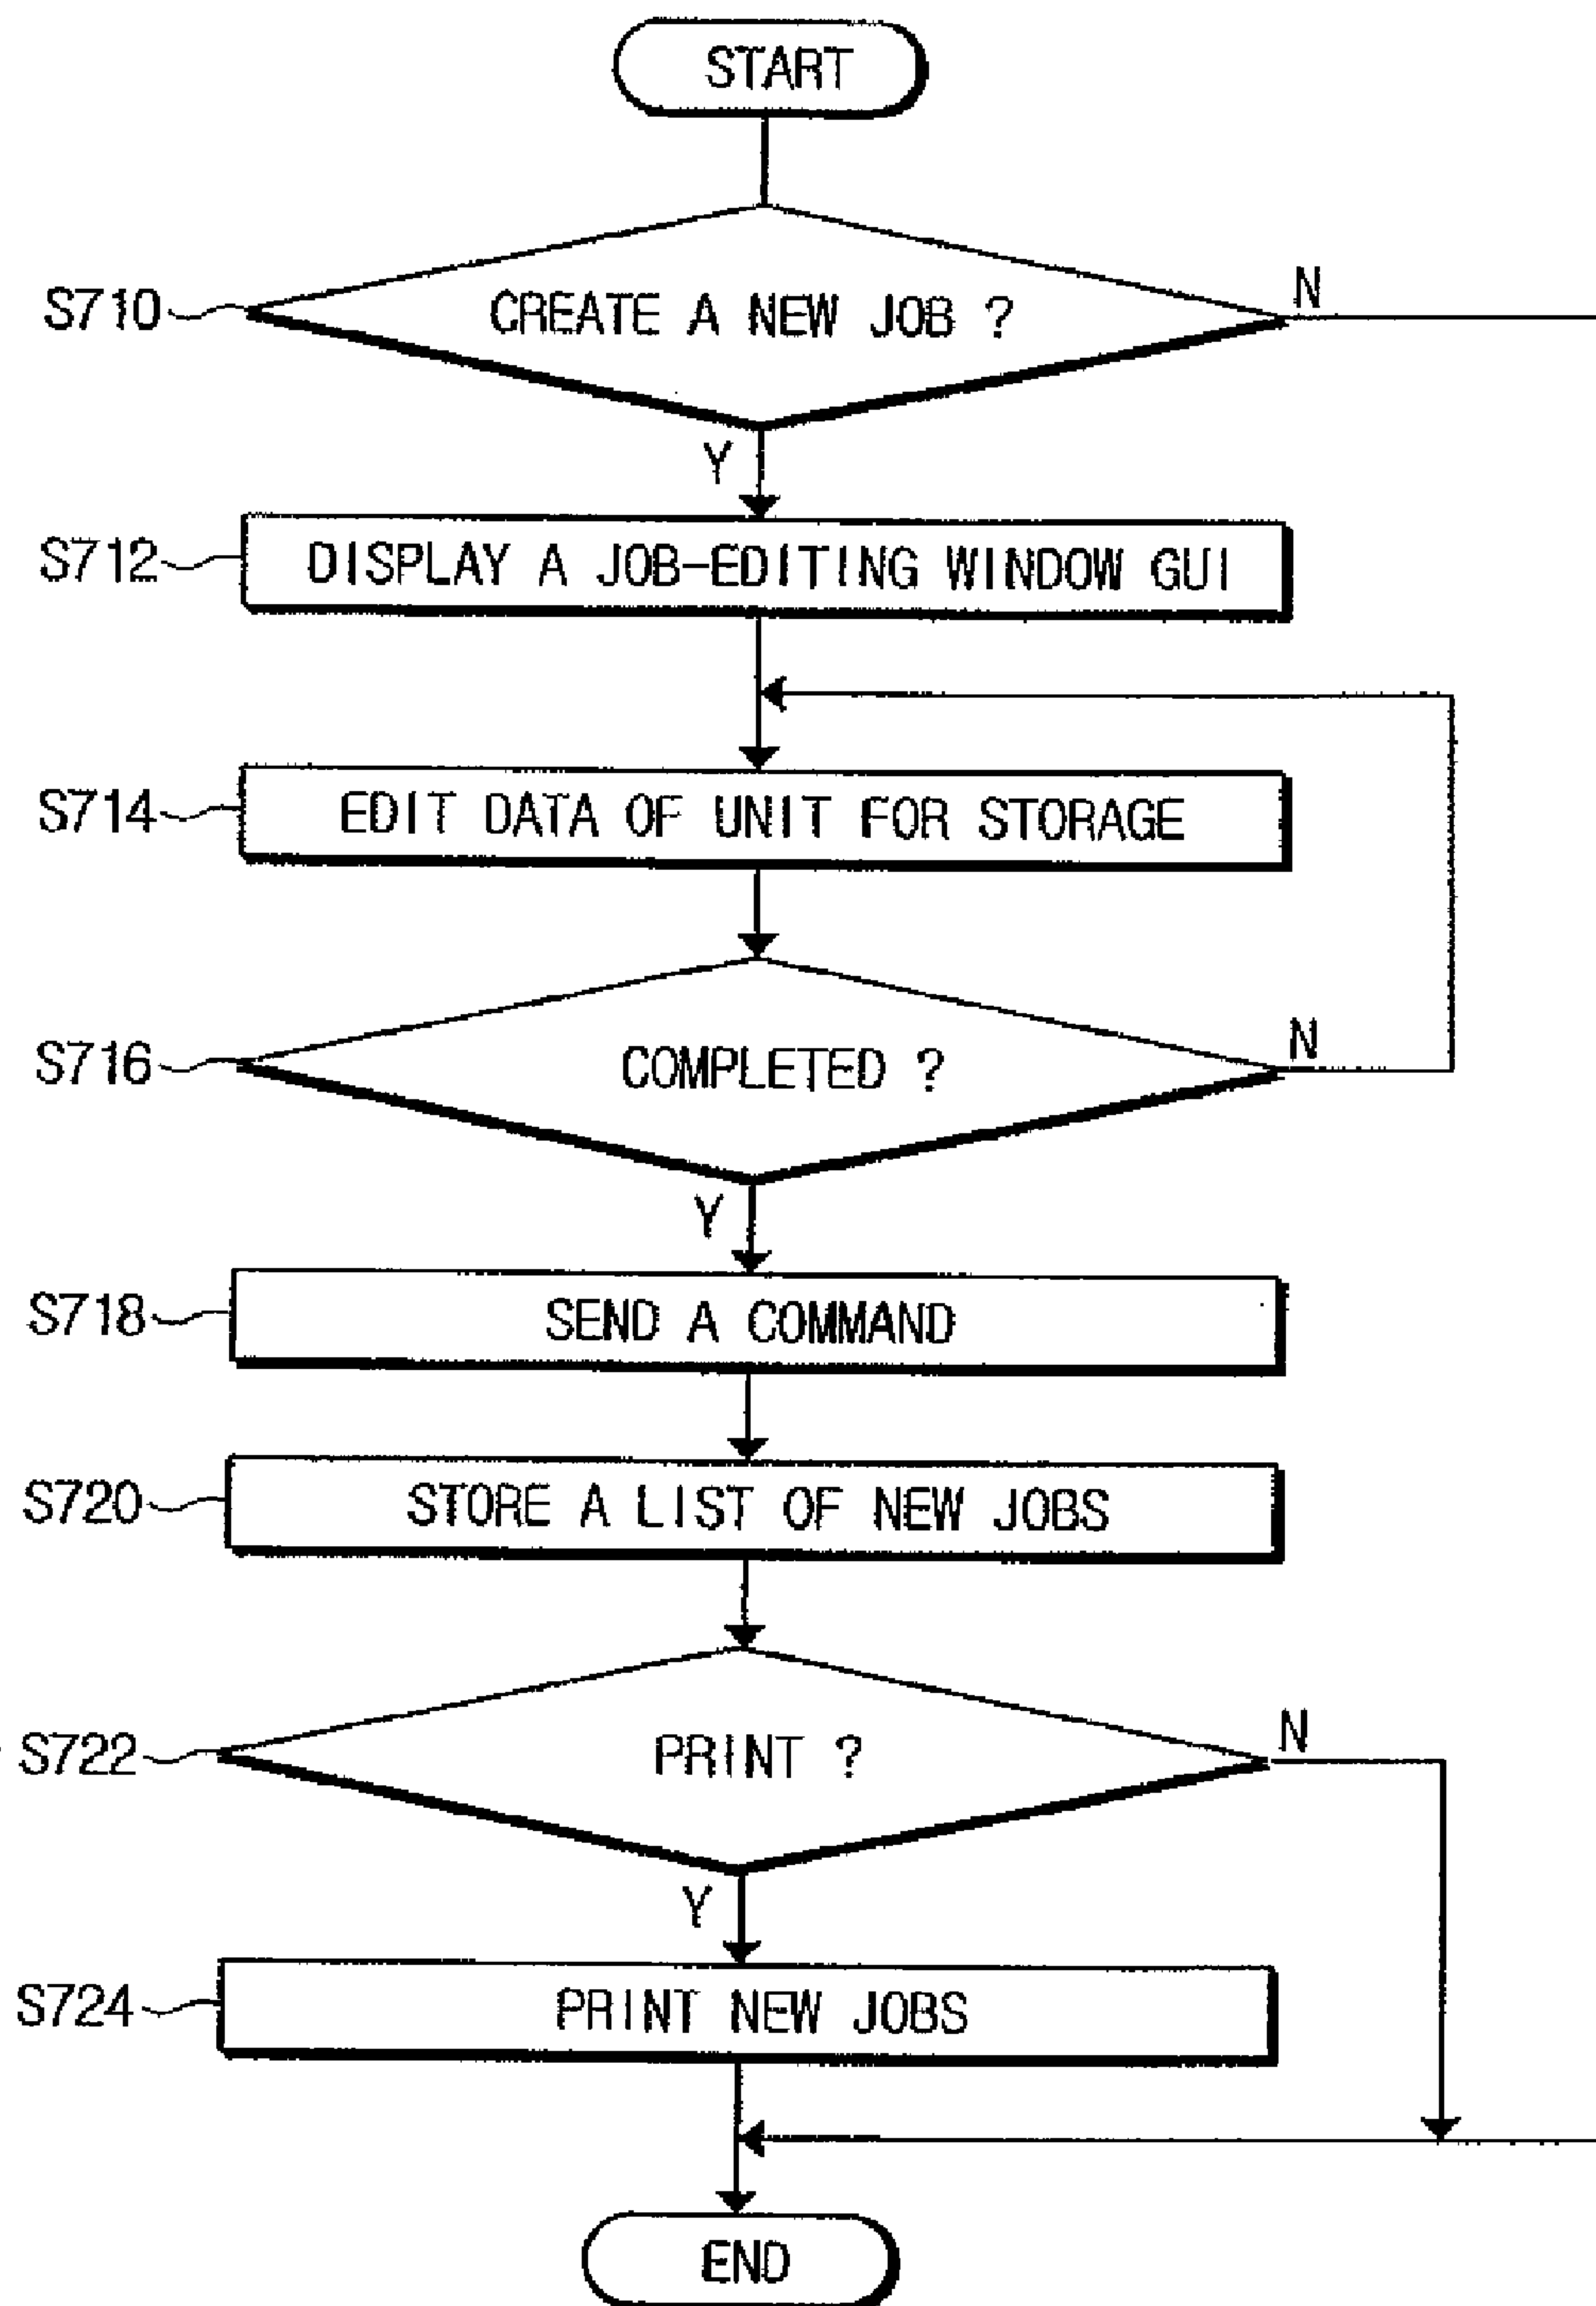 START
S710
CREATE A NEW JOB ?
N
Y
S712
DISPLAY A JOB-EDITING WINDOW GUI
S714
EDIT DATA OF UNIT FOR STORAGE
S716
COMPLETED ?
N
Y
S718
SEND A COMMAND
S720
STORE A LIST OF NEW JOBS
S722
PRINT ?
N
Y
S724
PRINT NEW JOBS
END